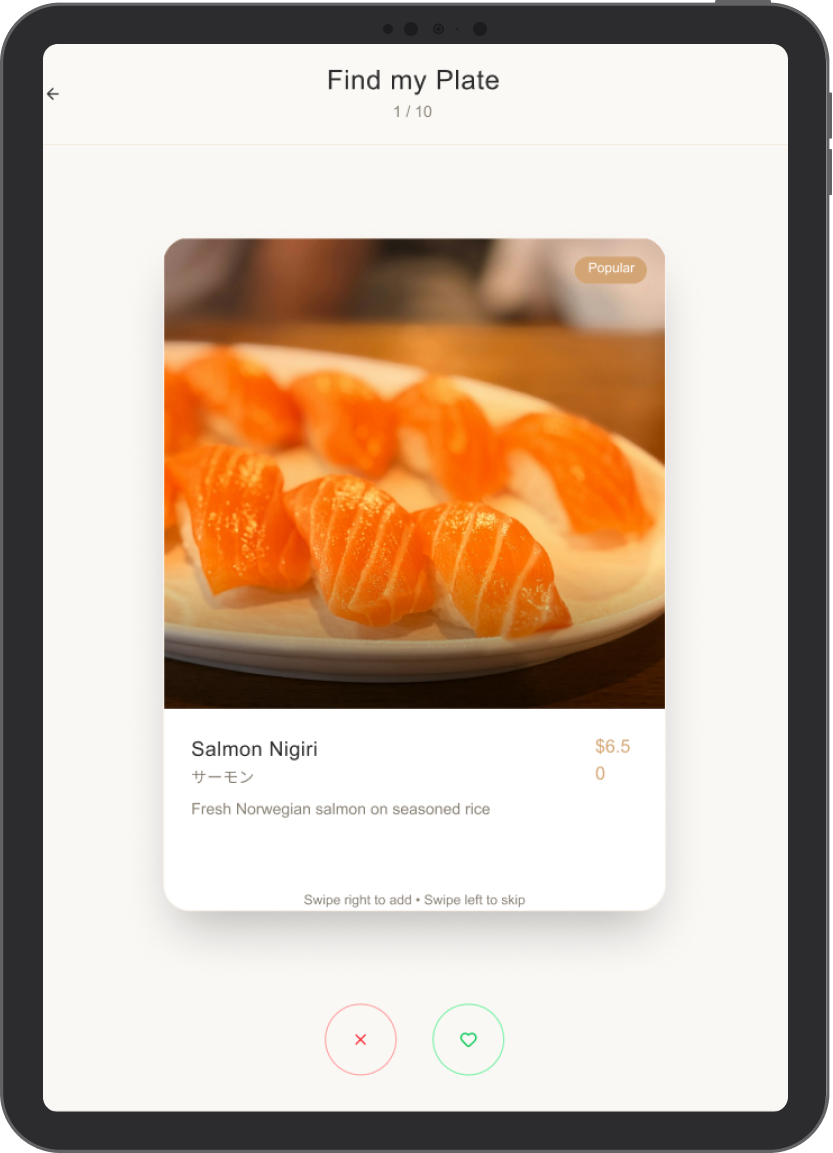 Find my Plate
1 / 10
Popular
Salmon Nigiri
$6.5
0
サーモン
Fresh Norwegian salmon on seasoned rice
Swipe right to add • Swipe left to skip